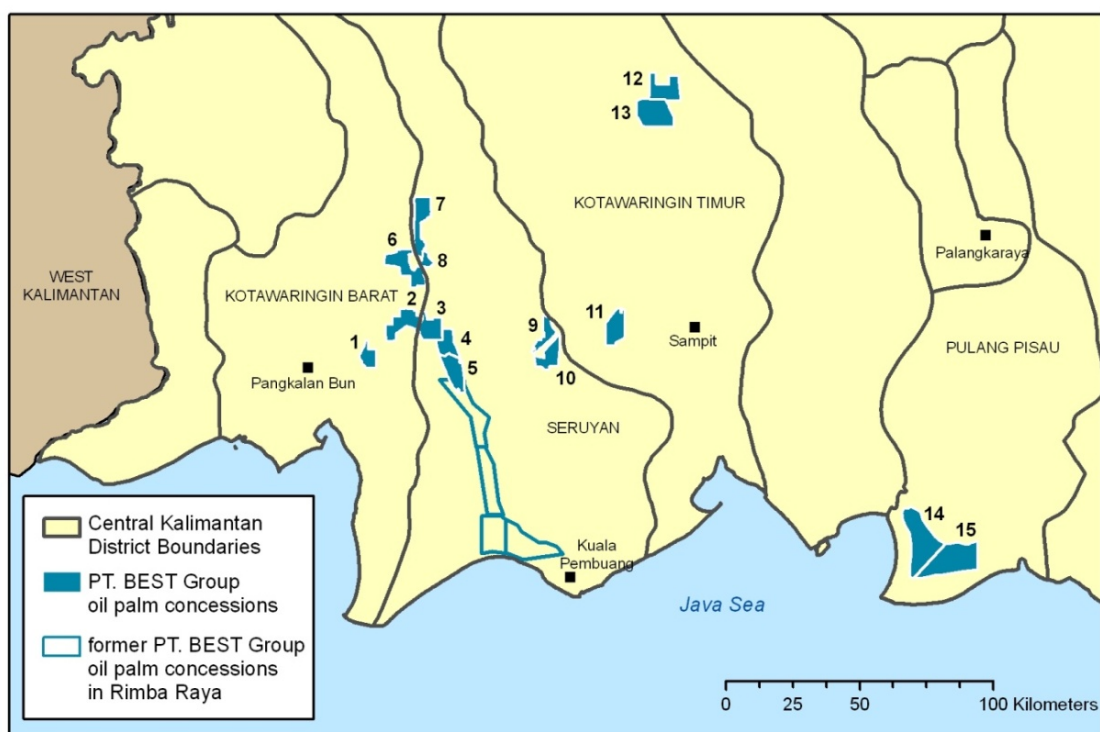 12
13
KOTAWARINGIN TIMUR
7
Palangkaraya
6
8
WEST
KALIMANTAN
KOTAWARINGIN BARAT
2
3
9
11
4
Sampit
1
PULANG PISAU
5
10
Pangkalan Bun
SERUYAN
14
15
Kuala
Pembuang
Java Sea
Central Kalimantan
District Boundaries
PT. BEST Group
oil palm concessions
former PT. BEST Group
oil palm concessions
in Rimba Raya
0 25 50 100 Kilometers